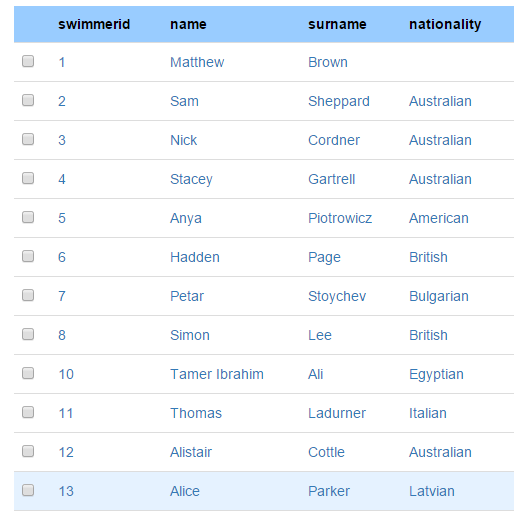 swimmerid name surname nationality
1 Matthew Brown
2 Sam Sheppard Australian
3 Nick Cordner Australian
4 Stacey Gartrell Australian
5 Anya Piotrowicz American
6 Hadden Page British
7 Petar Stoychev Bulgarian
8 Simon Lee British
10 Tamer Ibrahim Ali Egyptian
11 Thomas Ladurner Italian
12 Alistair Cottle Australian
13 Alice Parker Latvian